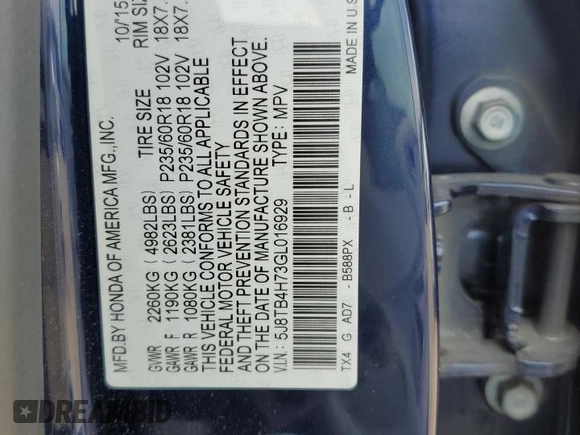 MFD.BY HONDA OF AMERICA MFG.,INC. 10/15
TIRE SIZE RIM SIZ
GVWR 2260KG ( 4982LBS)
GAWR F 1190KG ( 2623LBS) P235/60R18 102V 18X7.
GAWR R 1080KG ( 2381LBS) P235/60R18 102V 18X7.
THIS VEHICLE CONFORMS TO ALL APPLICABLE
FEDERAL MOTOR VEHICLE SAFETY
AND THEFT PREVENTION STANDARDS IN EFFECT
ON THE DATE OF MANUFACTURE SHOWN ABOVE.
V.I.N.: 5J8TB4H73GL016929 TYPE: MPV
TX4 G AD7 - B588PX - B - L MADE IN U.S
DREAMBID